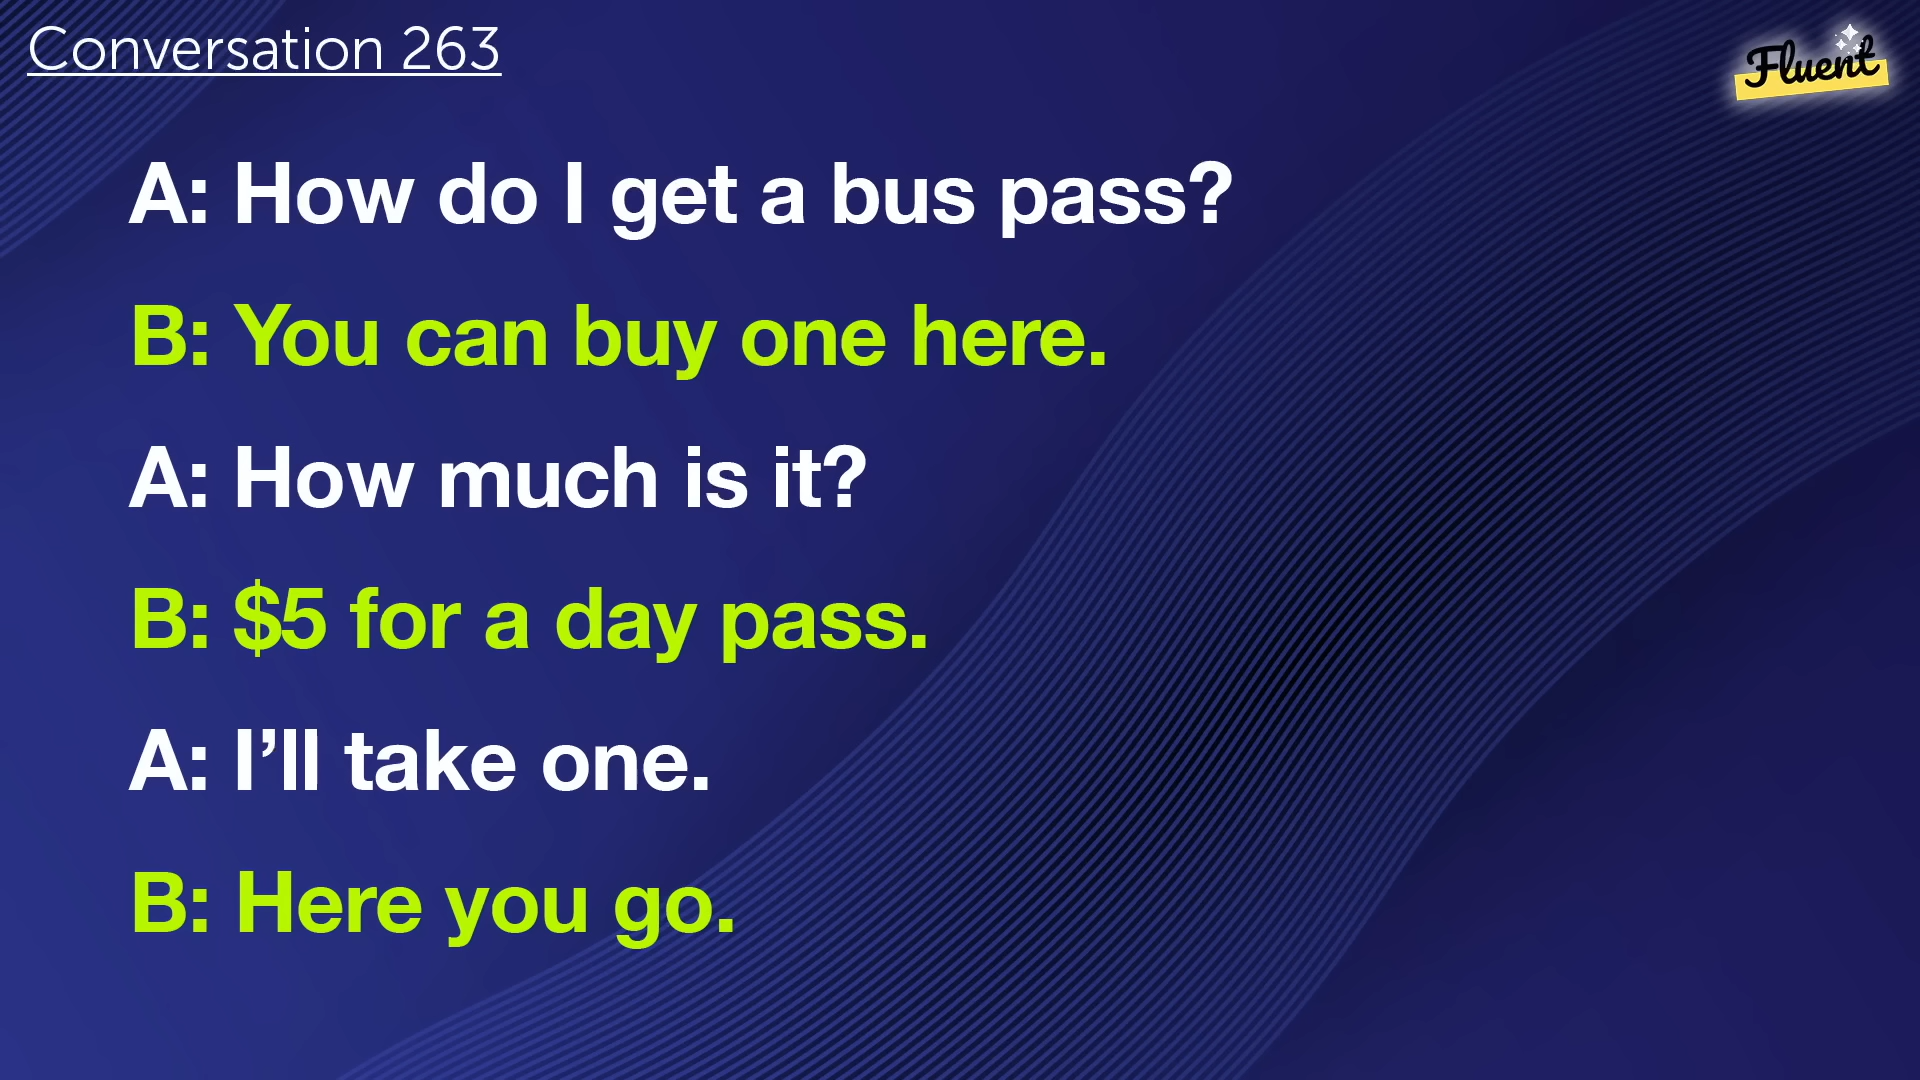 Conversation 263
Fluent
A: How do I get a bus pass?
B: You can buy one here.
A: How much is it?
B: $5 for a day pass.
A: I’ll take one.
B: Here you go.